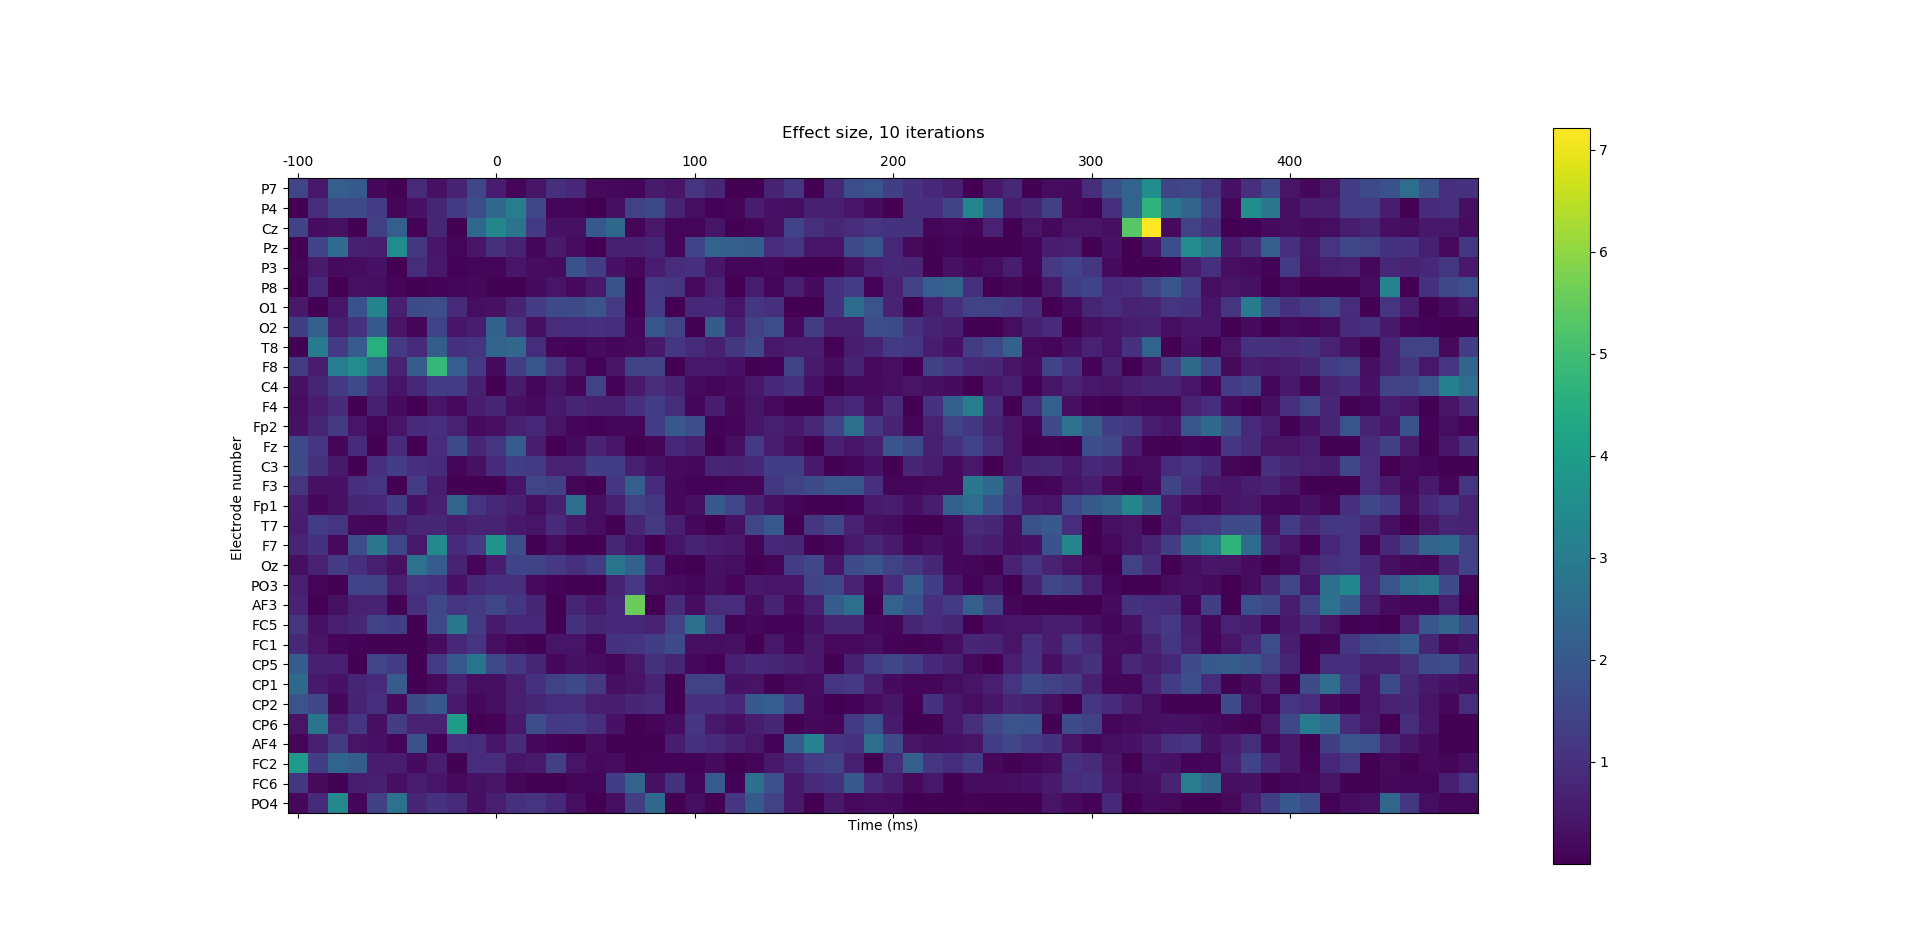 Effect size, 10 iterations
-100 0 100 200 300 400
P7
P4
Cz
Pz
P3
P8
O1
O2
T8
F8
C4
F4
Fp2
Fz
C3
F3
Fp1
T7
F7
Oz
PO3
AF3
FC5
FC1
CP5
CP1
CP2
CP6
AF4
FC2
FC6
PO4
Electrode number
Time (ms)
7
6
5
4
3
2
1